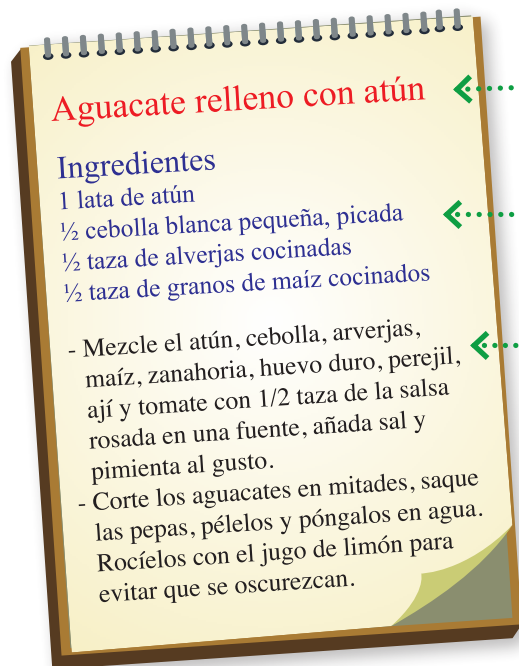 Aguacate relleno con atún
Ingredientes
1 lata de atún
½ cebolla blanca pequeña, picada
½ taza de alverjas cocinadas
½ taza de granos de maíz cocinados
- Mezcle el atún, cebolla, arverjas,
maíz, zanahoria, huevo duro, perejil,
ají y tomate con 1/2 taza de la salsa
rosada en una fuente, añada sal y
pimienta al gusto.
- Corte los aguacates en mitades, saque
las pepas, pélelos y póngalos en agua.
Rocíelos con el jugo de limón para
evitar que se oscurezcan.